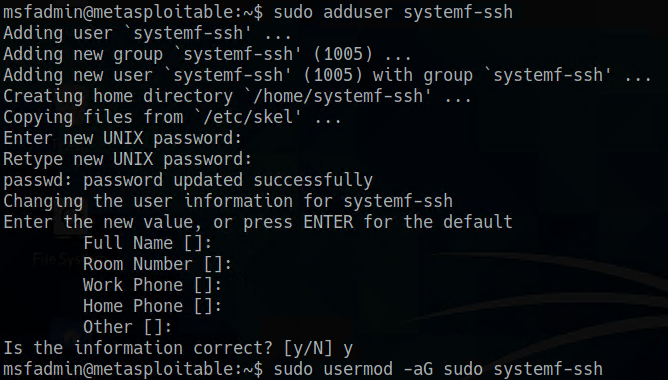 msfadmin@metasploitable:~$ sudo adduser systemf-ssh
Adding user `systemf-ssh' ...
Adding new group `systemf-ssh' (1005) ...
Adding new user `systemf-ssh' (1005) with group `systemf-ssh' ...
Creating home directory `/home/systemf-ssh' ...
Copying files from `/etc/skel' ...
Enter new UNIX password:
Retype new UNIX password:
passwd: password updated successfully
Changing the user information for systemf-ssh
Enter the new value, or press ENTER for the default
        Full Name []:
        Room Number []:
        Work Phone []:
        Home Phone []:
        Other []:
Is the information correct? [y/N] y
msfadmin@metasploitable:~$ sudo usermod -aG sudo systemf-ssh